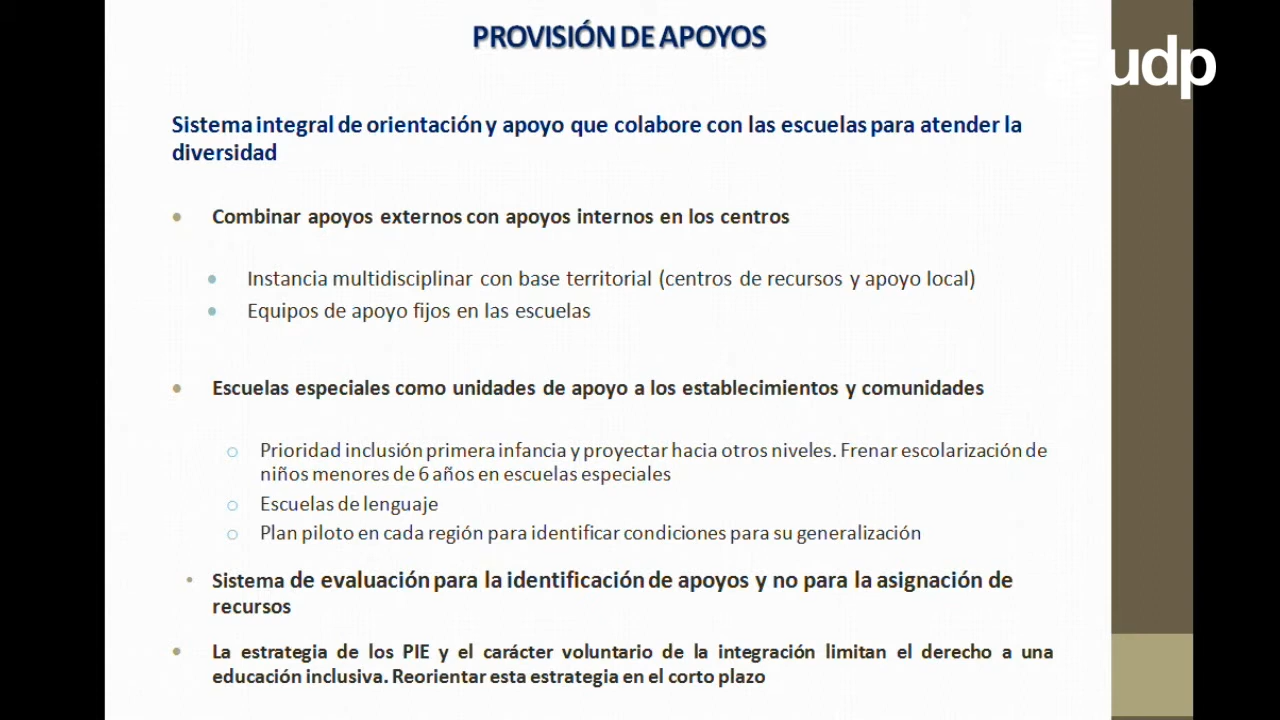 PROVISIÓN DE APOYOS
udp
Sistema integral de orientación y apoyo que colabore con las escuelas para atender la
diversidad
Combinar apoyos externos con apoyos internos en los centros
Instancia multidisciplinar con base territorial (centros de recursos y apoyo local)
Equipos de apoyo fijos en las escuelas
Escuelas especiales como unidades de apoyo a los establecimientos y comunidades
Prioridad inclusión primera infancia y proyectar hacia otros niveles. Frenar escolarización de
niños menores de 6 años en escuelas especiales
Escuelas de lenguaje
Plan piloto en cada región para identificar condiciones para su generalización
Sistema de evaluación para la identificación de apoyos y no para la asignación de
recursos
La estrategia de los PIE y el carácter voluntario de la integración limitan el derecho a una
educación inclusiva. Reorientar esta estrategia en el corto plazo